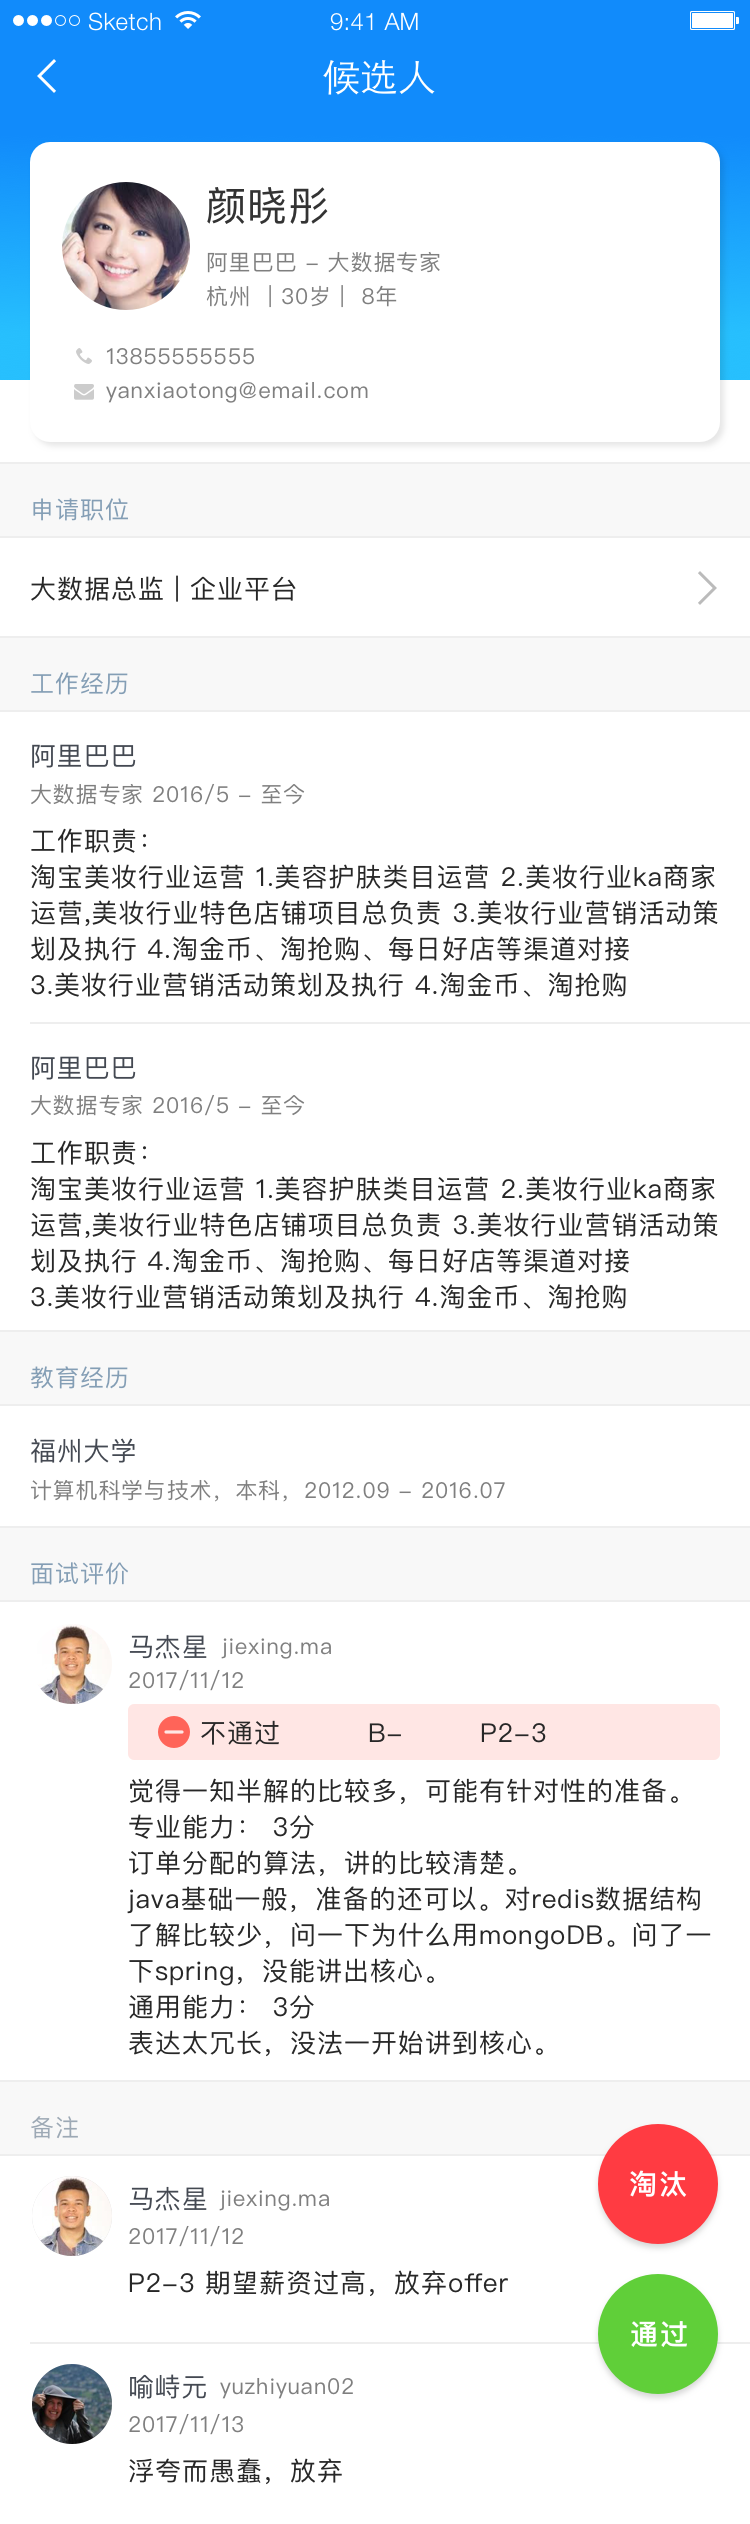 Sketch 9:41 AM
候选人
颜晓彤
阿里巴巴 - 大数据专家
杭州 | 30岁 | 8年
13855555555
yanxiaotong@email.com
申请职位
大数据总监 | 企业平台
工作经历
阿里巴巴
大数据专家 2016/5 - 至今
工作职责：
淘宝美妆行业运营 1.美容护肤类目运营 2.美妆行业ka商家
运营,美妆行业特色店铺项目总负责 3.美妆行业营销活动策
划及执行 4.淘金币、淘抢购、每日好店等渠道对接
3.美妆行业营销活动策划及执行 4.淘金币、淘抢购
阿里巴巴
大数据专家 2016/5 - 至今
工作职责：
淘宝美妆行业运营 1.美容护肤类目运营 2.美妆行业ka商家
运营,美妆行业特色店铺项目总负责 3.美妆行业营销活动策
划及执行 4.淘金币、淘抢购、每日好店等渠道对接
3.美妆行业营销活动策划及执行 4.淘金币、淘抢购
教育经历
福州大学
计算机科学与技术，本科，2012.09 - 2016.07
面试评价
马杰星 jiexing.ma
2017/11/12
不通过 B- P2-3
觉得一知半解的比较多，可能有针对性的准备。
专业能力： 3分
订单分配的算法，讲的比较清楚。
java基础一般，准备的还可以。对redis数据结构
了解比较少，问一下为什么用mongoDB。问了一
下spring，没能讲出核心。
通用能力： 3分
表达太冗长，没法一开始讲到核心。
备注
淘汰
马杰星 jiexing.ma
2017/11/12
P2-3 期望薪资过高，放弃offer
通过
喻峙元 yuzhiyuan02
2017/11/13
浮夸而愚蠢，放弃